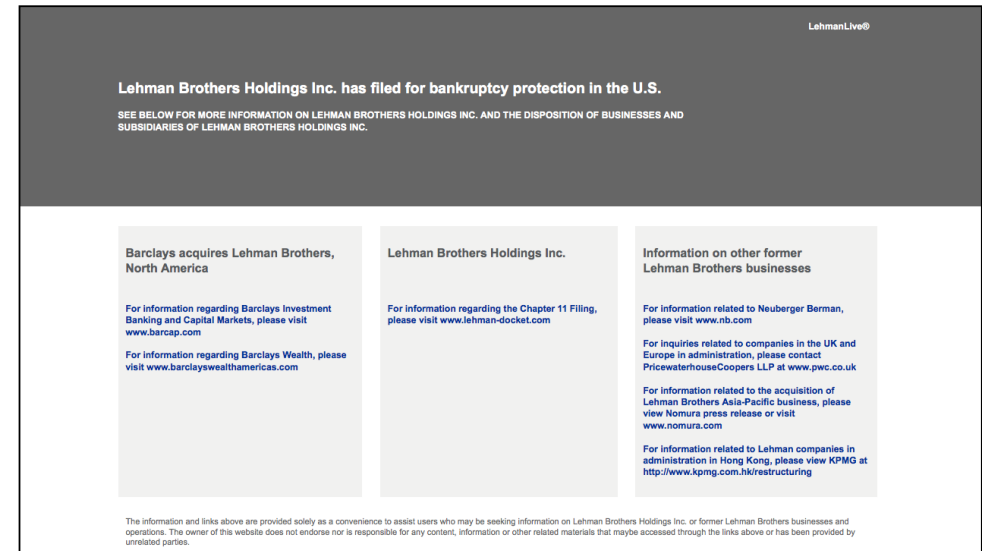 LehmanLive®
Lehman Brothers Holdings Inc. has filed for bankruptcy protection in the U.S.
SEE BELOW FOR MORE INFORMATION ON LEHMAN BROTHERS HOLDINGS INC. AND THE DISPOSITION OF BUSINESSES AND
SUBSIDIARIES OF LEHMAN BROTHERS HOLDINGS INC.
Barclays acquires Lehman Brothers,
North America
For information regarding Barclays Investment
Banking and Capital Markets, please visit
www.barcap.com
For information regarding Barclays Wealth, please
visit www.barclayswealthamericas.com
Lehman Brothers Holdings Inc.
For information regarding the Chapter 11 Filing,
please visit www.lehman-docket.com
Information on other former
Lehman Brothers businesses
For information related to Neuberger Berman,
please visit www.nb.com
For inquiries related to companies in the UK and
Europe in administration, please contact
PricewaterhouseCoopers LLP at www.pwc.co.uk
For information related to the acquisition of
Lehman Brothers Asia-Pacific business, please
view Nomura press release or visit
www.nomura.com
For information related to Lehman companies in
administration in Hong Kong, please view KPMG at
http://www.kpmg.com.hk/restructuring
The information and links above are provided solely as a convenience to assist users who may be seeking information on Lehman Brothers Holdings Inc. or former Lehman Brothers businesses and
operations. The owner of this website does not endorse nor is responsible for any content, information or other related materials that maybe accessed through the links above or has been provided by
unrelated parties.